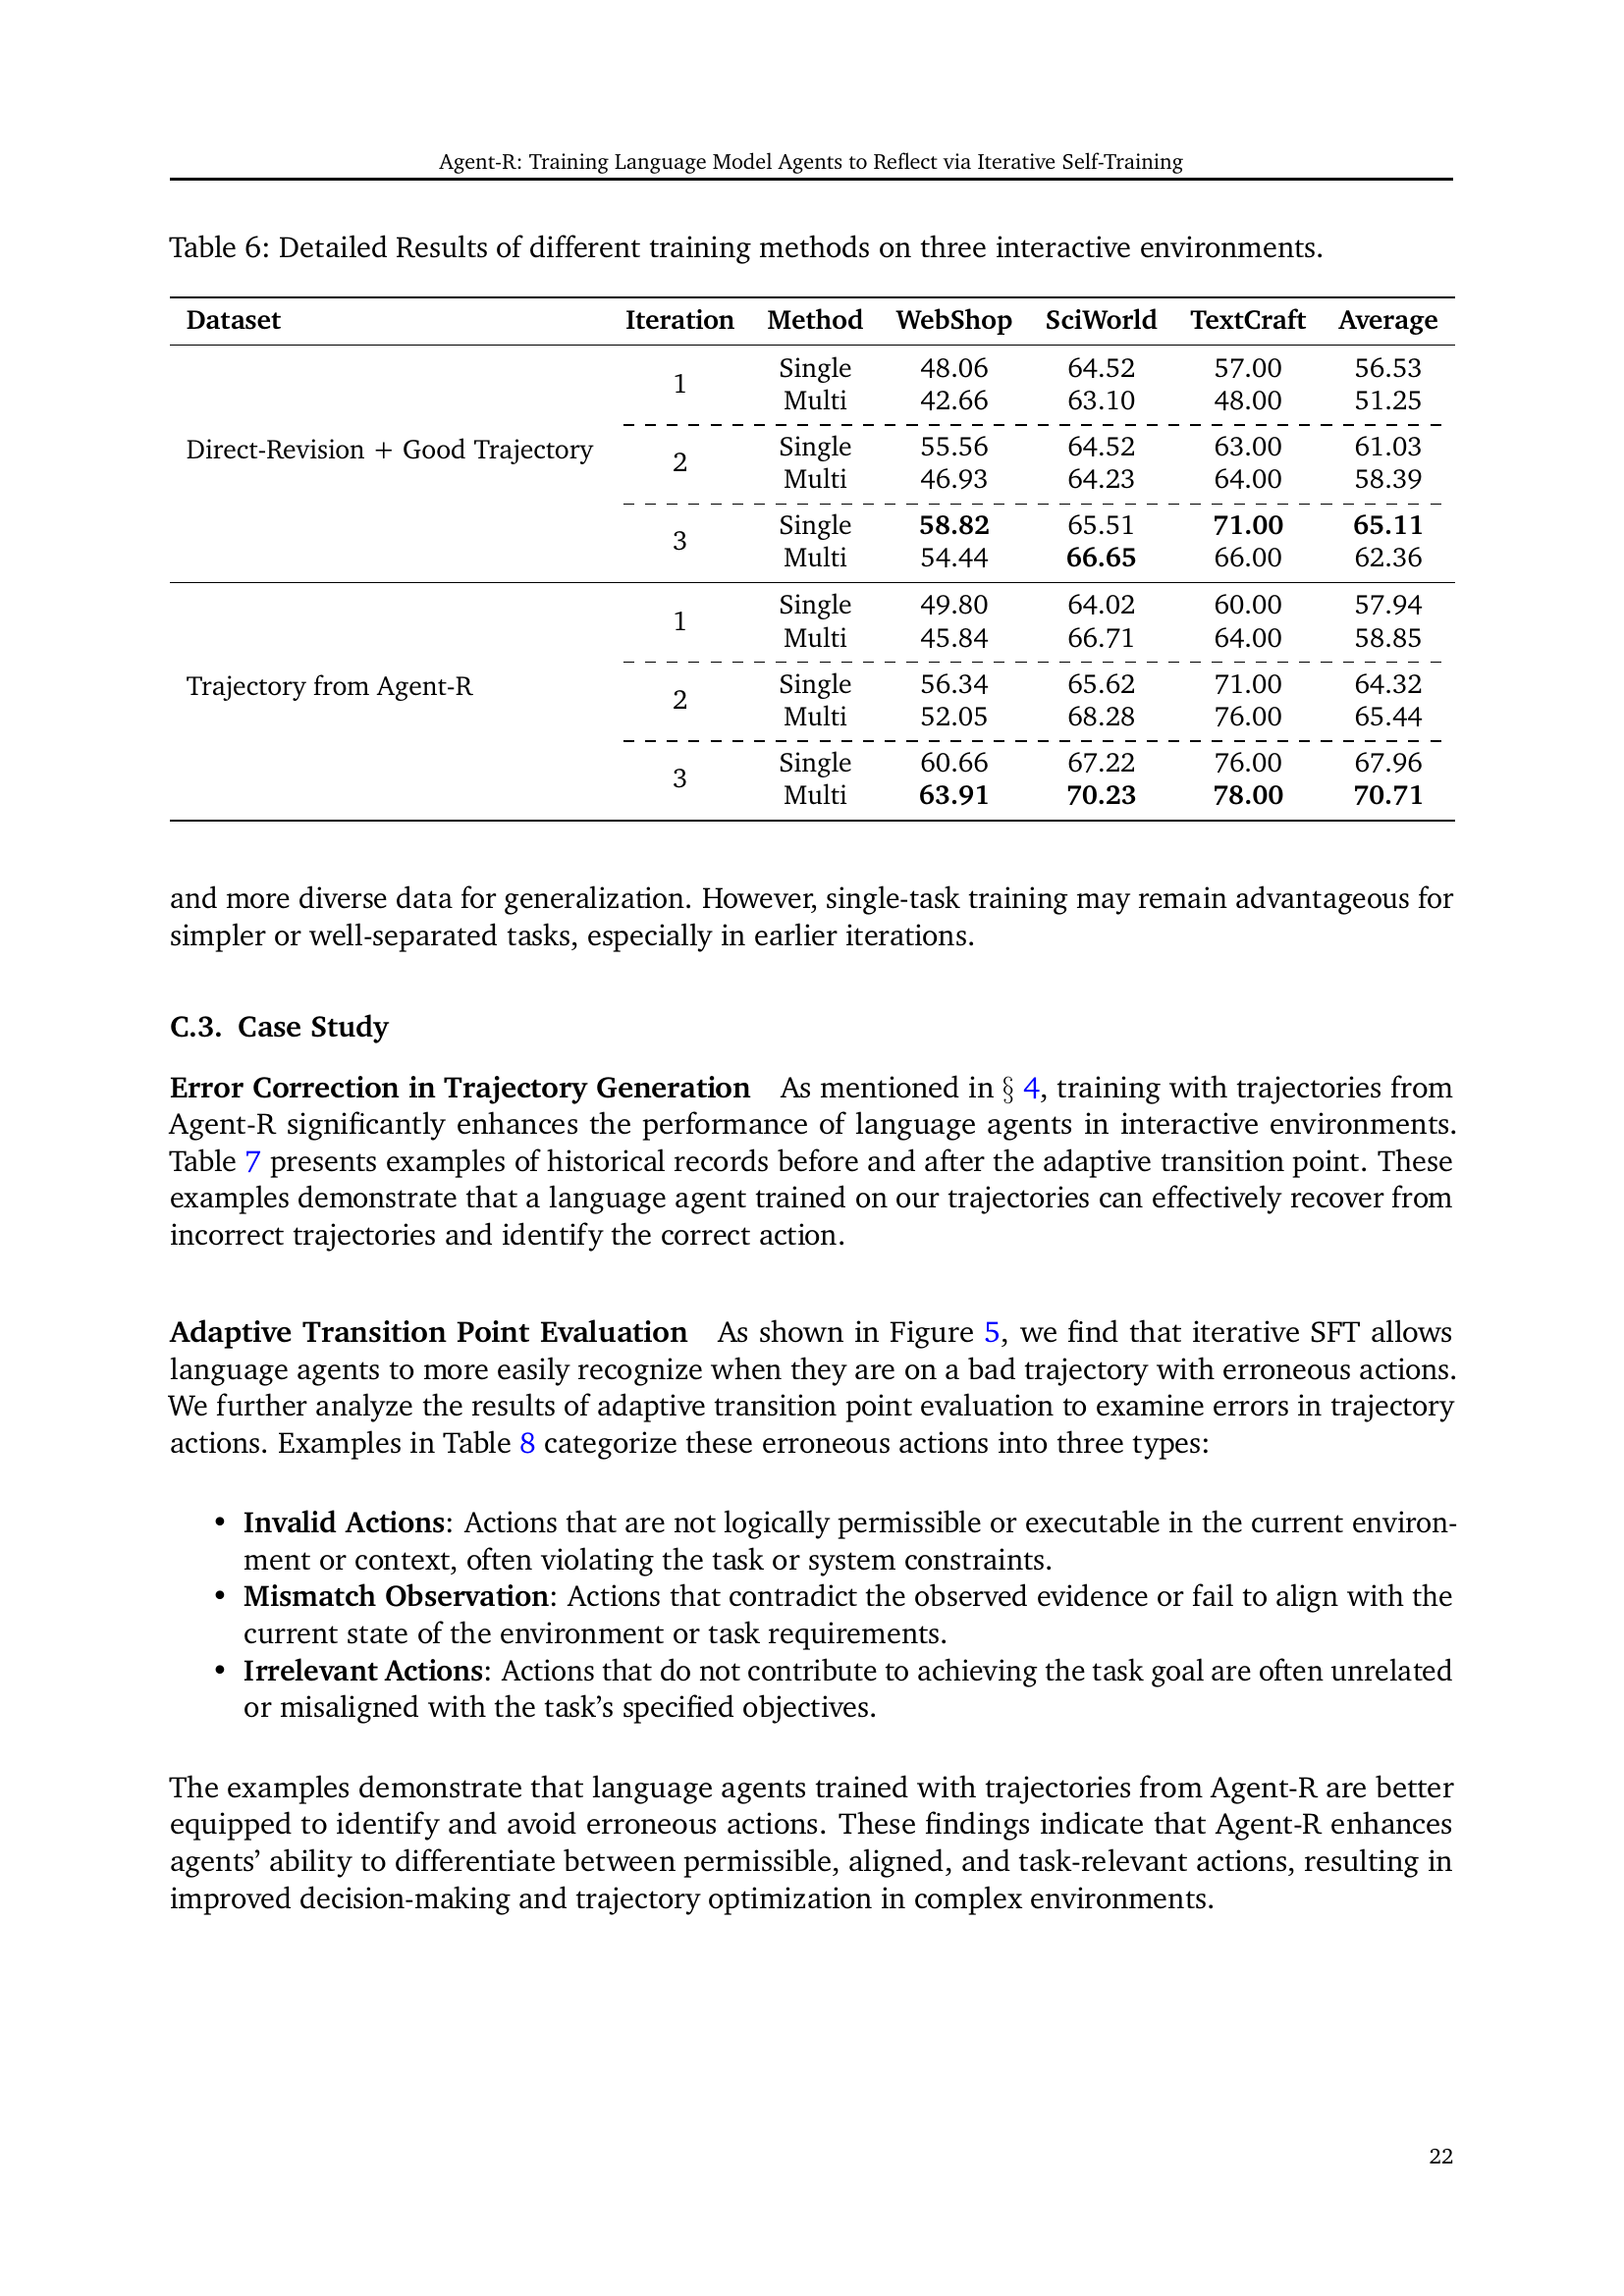 Agent-R: Training Language Model Agents to Reflect via Iterative Self-Training
Table 6: Detailed Results of different training methods on three interactive environments.
Dataset Iteration Method WebShop SciWorld TextCraft Average
Direct-Revision + Good Trajectory
1
Single 48.06 64.52 57.00 56.53
Multi 42.66 63.10 48.00 51.25
2
Single 55.56 64.52 63.00 61.03
Multi 46.93 64.23 64.00 58.39
3
Single 58.82 65.51 71.00 65.11
Multi 54.44 66.65 66.00 62.36
Trajectory from Agent-R
1
Single 49.80 64.02 60.00 57.94
Multi 45.84 66.71 64.00 58.85
2
Single 56.34 65.62 71.00 64.32
Multi 52.05 68.28 76.00 65.44
3
Single 60.66 67.22 76.00 67.96
Multi 63.91 70.23 78.00 70.71
and more diverse data for generalization. However, single-task training may remain advantageous for
simpler or well-separated tasks, especially in earlier iterations.
C.3. Case Study
Error Correction in Trajectory Generation As mentioned in § 4, training with trajectories from
Agent-R significantly enhances the performance of language agents in interactive environments.
Table 7 presents examples of historical records before and after the adaptive transition point. These
examples demonstrate that a language agent trained on our trajectories can effectively recover from
incorrect trajectories and identify the correct action.
Adaptive Transition Point Evaluation As shown in Figure 5, we find that iterative SFT allows
language agents to more easily recognize when they are on a bad trajectory with erroneous actions.
We further analyze the results of adaptive transition point evaluation to examine errors in trajectory
actions. Examples in Table 8 categorize these erroneous actions into three types:
• Invalid Actions: Actions that are not logically permissible or executable in the current environ-
ment or context, often violating the task or system constraints.
• Mismatch Observation: Actions that contradict the observed evidence or fail to align with the
current state of the environment or task requirements.
• Irrelevant Actions: Actions that do not contribute to achieving the task goal are often unrelated
or misaligned with the task's specified objectives.
The examples demonstrate that language agents trained with trajectories from Agent-R are better
equipped to identify and avoid erroneous actions. These findings indicate that Agent-R enhances
agents' ability to differentiate between permissible, aligned, and task-relevant actions, resulting in
improved decision-making and trajectory optimization in complex environments.
22